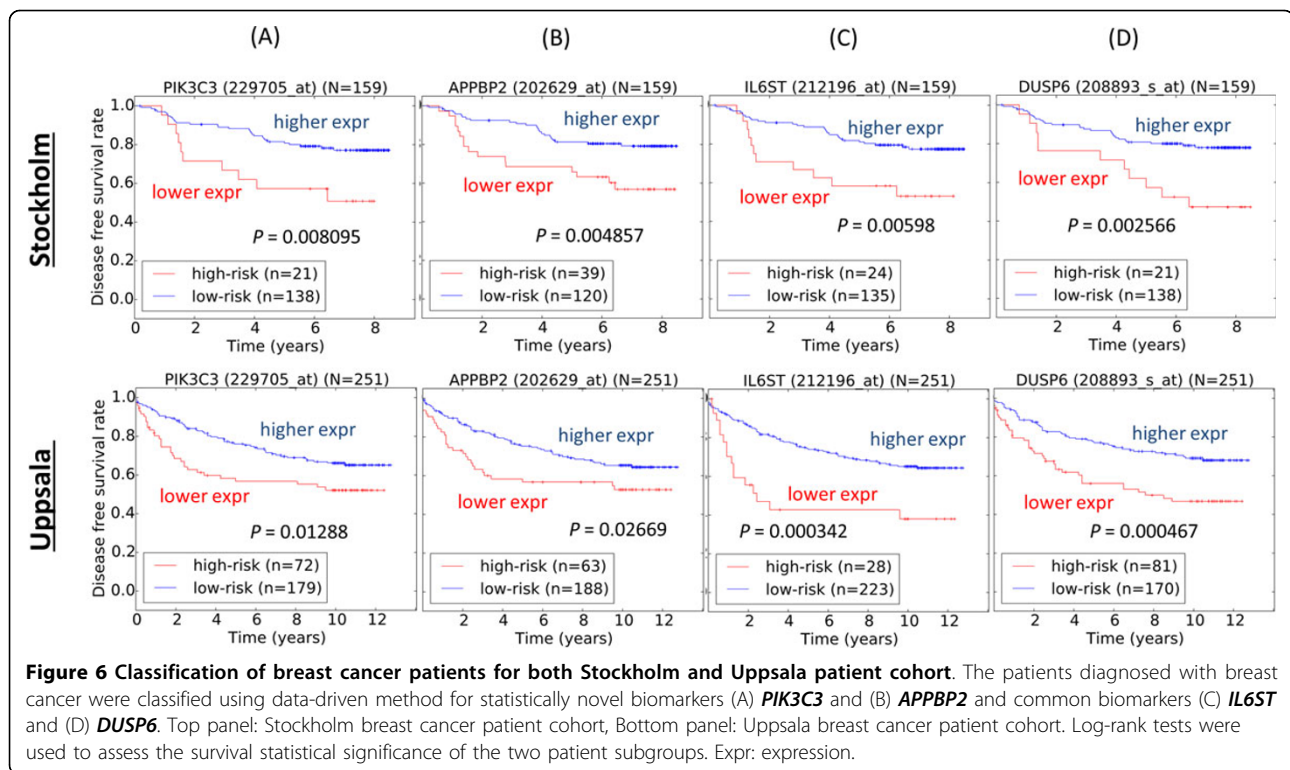 (A) (B) (C) (D)
Stockholm
PIK3C3 (229705_at) (N=159)
Disease free survival rate
1.0
0.8
0.6
0.4
0.2
0.0
higher expr
lower expr
P = 0.008095
high-risk (n=21)
low-risk (n=138)
0 2 4 6 8
Time (years)
APPBP2 (202629_at) (N=159)
higher expr
lower expr
P = 0.004857
high-risk (n=39)
low-risk (n=120)
2 4 6 8
Time (years)
IL6ST (212196_at) (N=159)
higher expr
lower expr
P = 0.00598
high-risk (n=24)
low-risk (n=135)
2 4 6 8
Time (years)
DUSP6 (208893_s_at) (N=159)
higher expr
lower expr
P = 0.002566
high-risk (n=21)
low-risk (n=138)
2 4 6 8
Time (years)
Uppsala
PIK3C3 (229705_at) (N=251)
Disease free survival rate
1.0
0.8
0.6
0.4
0.2
0.0
higher expr
lower expr
P = 0.01288
high-risk (n=72)
low-risk (n=179)
2 4 6 8 10 12
Time (years)
APPBP2 (202629_at) (N=251)
higher expr
lower expr
P = 0.02669
high-risk (n=63)
low-risk (n=188)
2 4 6 8 10 12
Time (years)
IL6ST (212196_at) (N=251)
higher expr
lower expr
P = 0.000342
high-risk (n=28)
low-risk (n=223)
2 4 6 8 10 12
Time (years)
DUSP6 (208893_s_at) (N=251)
higher expr
lower expr
P = 0.000467
high-risk (n=81)
low-risk (n=170)
2 4 6 8 10 12
Time (years)
Figure 6 Classification of breast cancer patients for both Stockholm and Uppsala patient cohort. The patients diagnosed with breast
cancer were classified using data-driven method for statistically novel biomarkers (A) PIK3C3 and (B) APPBP2 and common biomarkers (C) IL6ST
and (D) DUSP6. Top panel: Stockholm breast cancer patient cohort, Bottom panel: Uppsala breast cancer patient cohort. Log-rank tests were
used to assess the survival statistical significance of the two patient subgroups. Expr: expression.